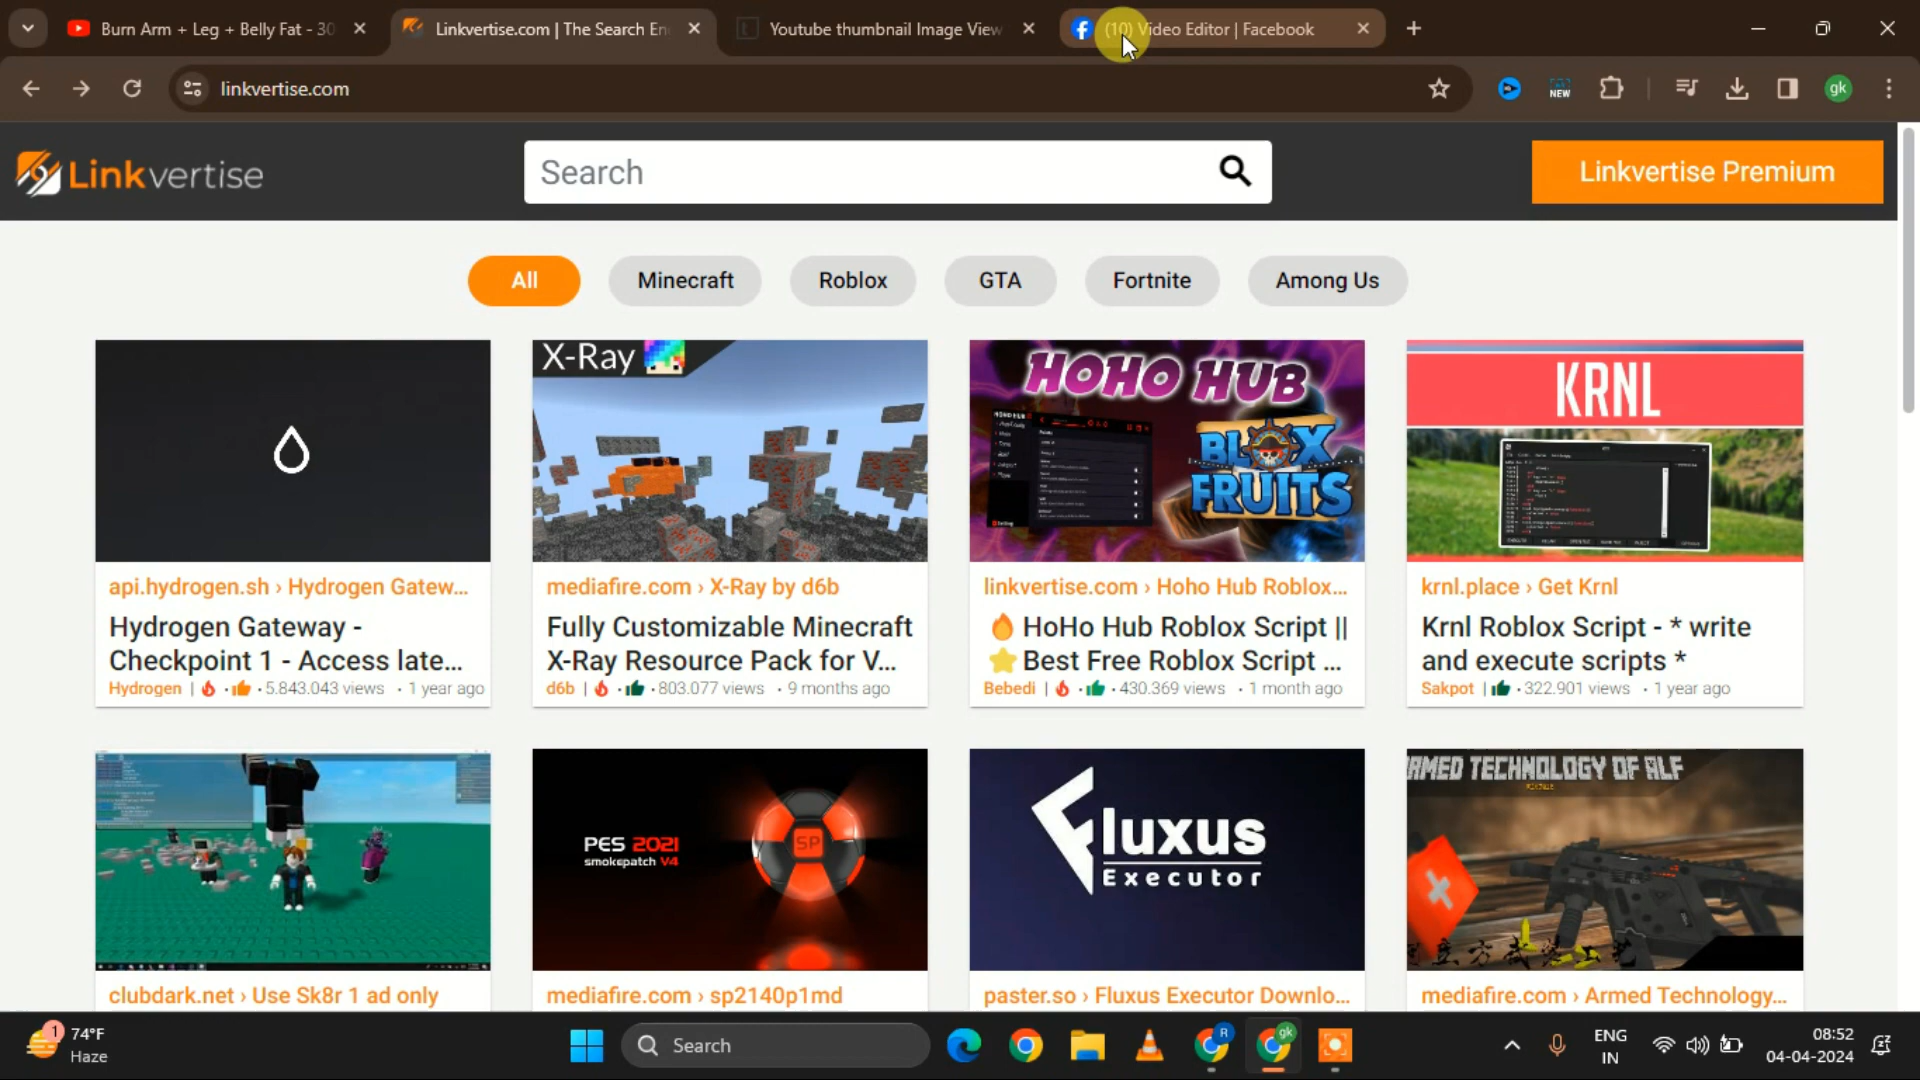 Burn Arm + Leg + Belly Fat - 30
Linkvertise.com | The Search En
Youtube thumbnail Image View
(10) Video Editor | Facebook
linkvertise.com
NEW
gk
Linkvertise
Search
Linkvertise Premium
All
Minecraft
Roblox
GTA
Fortnite
Among Us
X-Ray
HOHO HUB
BLOX
FRUITS
KRNL
api.hydrogen.sh › Hydrogen Gatew...
Hydrogen Gateway -
Checkpoint 1 - Access late...
Hydrogen | · · 5.843.043 views · 1 year ago
mediafire.com › X-Ray by d6b
Fully Customizable Minecraft
X-Ray Resource Pack for V...
d6b | · · 803.077 views · 9 months ago
linkvertise.com › Hoho Hub Roblox...
🔥 HoHo Hub Roblox Script ||
⭐ Best Free Roblox Script ...
Bebedi | · · 430.369 views · 1 month ago
krnl.place › Get Krnl
Krnl Roblox Script - * write
and execute scripts *
Sakpot | · 322.901 views · 1 year ago
PES 2021
smokepatch V4
SP
Fluxus
Executor
ARMED TECHNOLOGY OF ALF
clubdark.net › Use Sk8r 1 ad only
mediafire.com › sp2140p1md
paster.so › Fluxus Executor Downlo...
mediafire.com › Armed Technology...
1
74°F
Haze
Search
R
gk
ENG
IN
08:52
04-04-2024